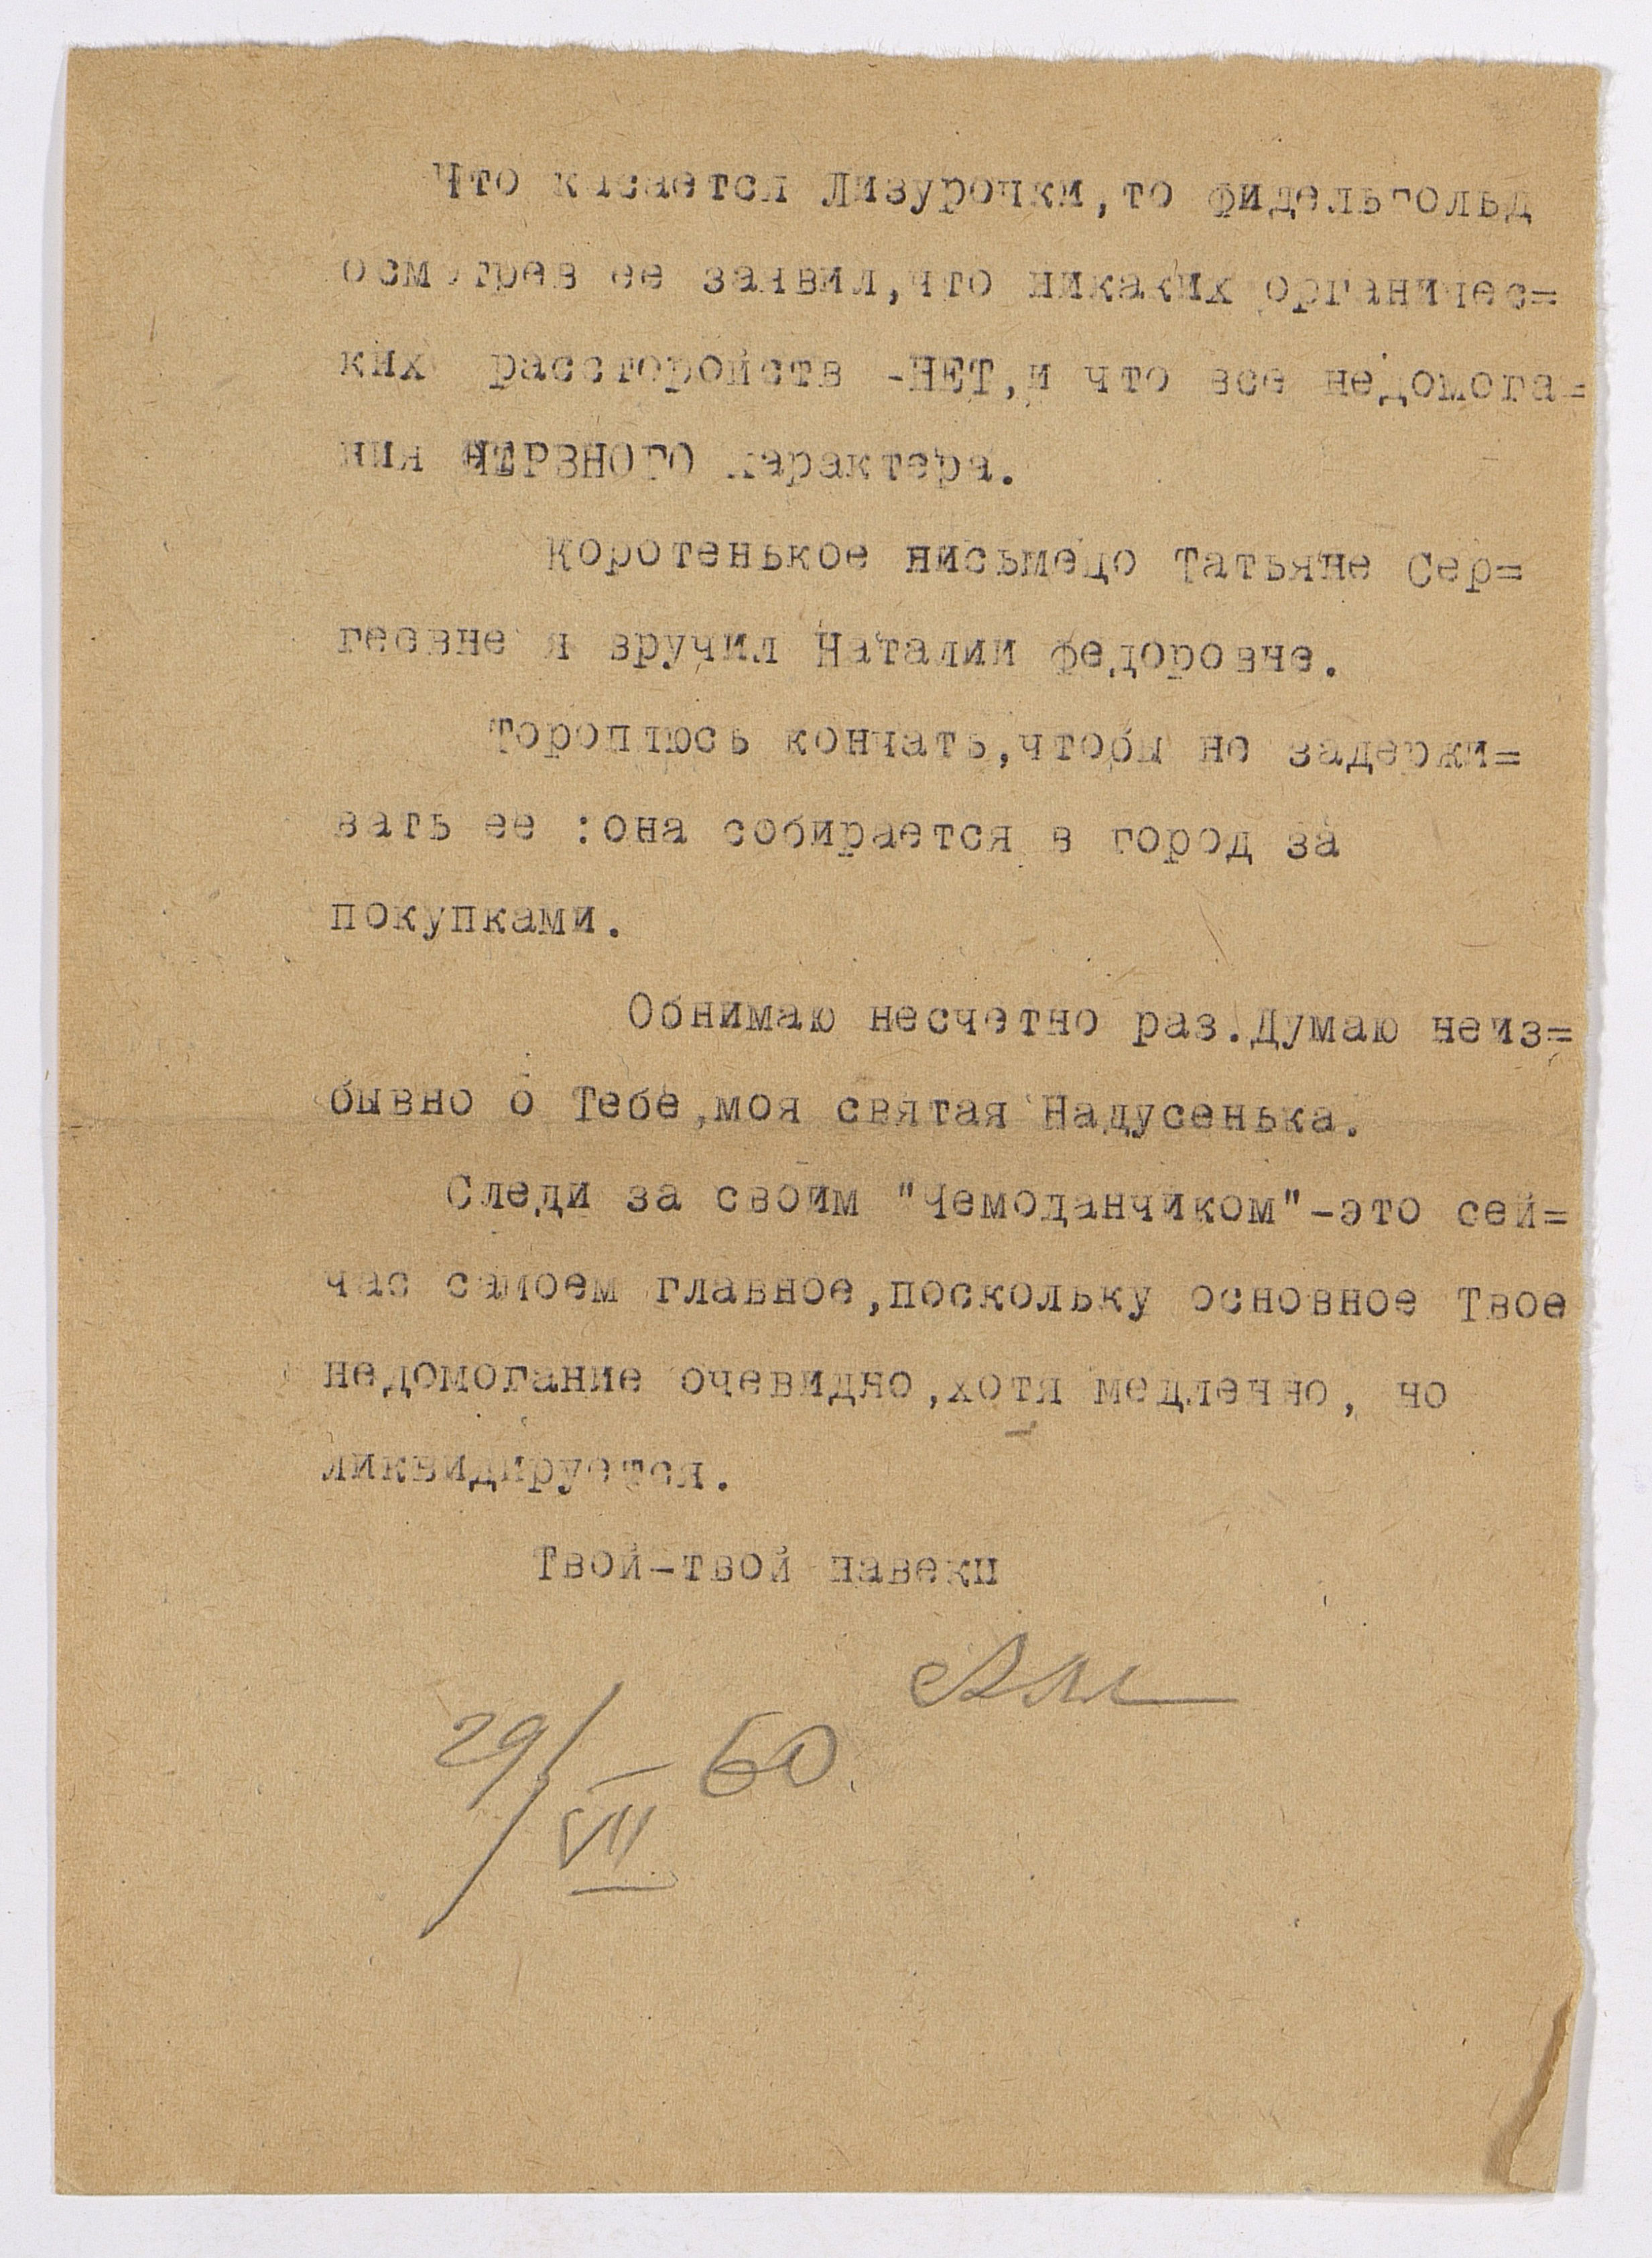 Что касается Лизурочки,то Фидельгольд
осмотрев ее заявил,что никаких органичес=
ких рассторойств -НЕТ,и что все недомога=
ния НЕРВНОГО характера.
Коротенькое письмецо Татьяне Сер=
геевне я вручил Наталии Федоровне.
Тороплюсь кончать,чтобы не задержи=
вать ее :она собирается в город за
покупками.
Обнимаю несчетно раз.Думаю неиз=
бывно о Тебе,моя святая Надусенька.
Следи за своим "Чемоданчиком"-это сей=
час самоем главное,поскольку основное Твое
недомогание очевидно,хотя медленно, но
ликвидируется.
Твой-твой навеки
29/VII - 60.